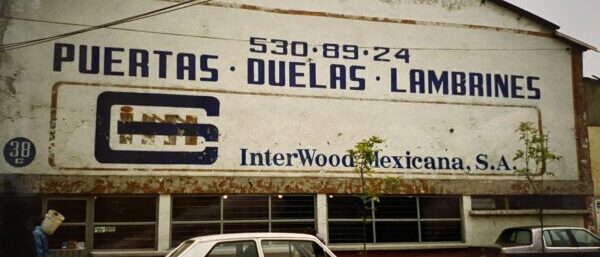 530·89·24
PUERTAS · DUELAS · LAMBRINES
38
C
InterWood Mexicana, S.A.